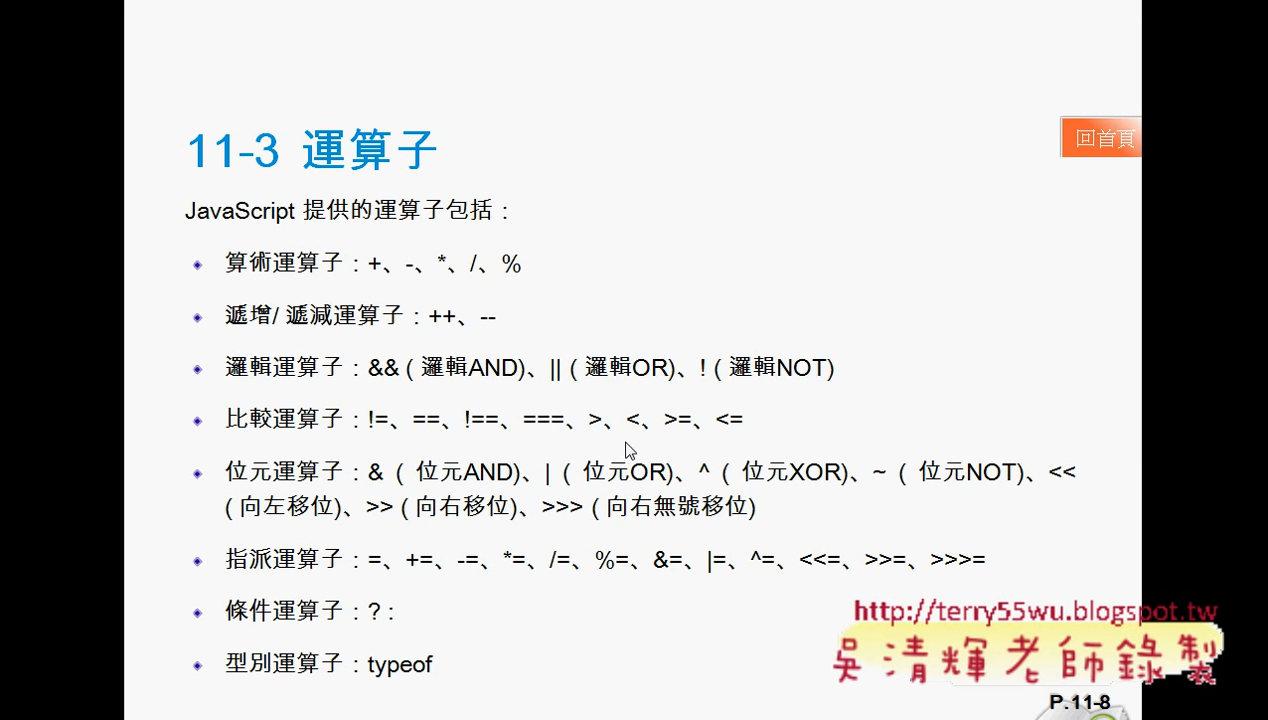 11-3 運算子
回首頁
JavaScript 提供的運算子包括：
算術運算子：+、-、*、/、%
遞增/ 遞減運算子：++、--
邏輯運算子：&& ( 邏輯AND)、|| ( 邏輯OR)、! ( 邏輯NOT)
比較運算子：!=、==、!==、===、>、<、>=、<=
位元運算子：& ( 位元AND)、| ( 位元OR)、^ ( 位元XOR)、~ ( 位元NOT)、<<
( 向左移位)、>> ( 向右移位)、>>> ( 向右無號移位)
指派運算子：=、+=、-=、*=、/=、%=、&=、|=、^=、<<=、>>=、>>>=
條件運算子：? :
型別運算子：typeof
http://terry55wu.blogspot.tw
吳清輝老師錄製
P.11-8